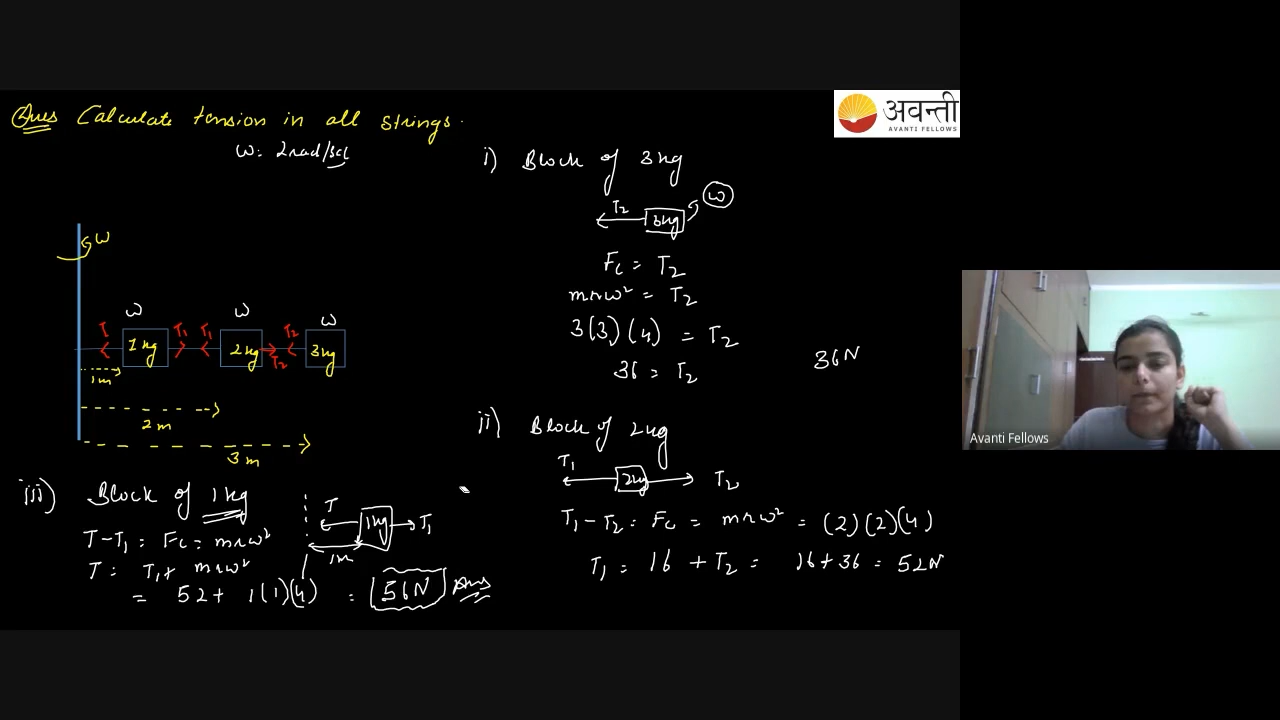 Ques Calculate tension in all strings.
ω: 2rad/sec
ω
ω ω ω
T T₁ T₁ T₂
1kg 2kg 3kg
T₂
1m
2m
3m
i) Block of 3kg
T₂ 3kg ω
Fc = T₂
mrω² = T₂
3(3)(4) = T₂
36 = T₂
36N
ii) Block of 2kg
T₁ 2kg T₂
T₁-T₂ = Fc = mrω² = (2)(2)(4)
T₁ = 16 + T₂ = 16+36 = 52N
iii) Block of 1kg
T 1kg T₁
1m
T-T₁ = Fc = mrω²
T = T₁+ mrω²
= 52+ 1(1)(4) = 56N Ans
अवन्ती
AVANTI FELLOWS
Avanti Fellows